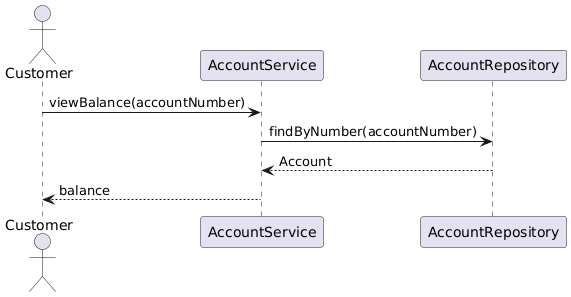 Customer
AccountService
AccountRepository
viewBalance(accountNumber)
findByNumber(accountNumber)
Account
balance
Customer
AccountService
AccountRepository